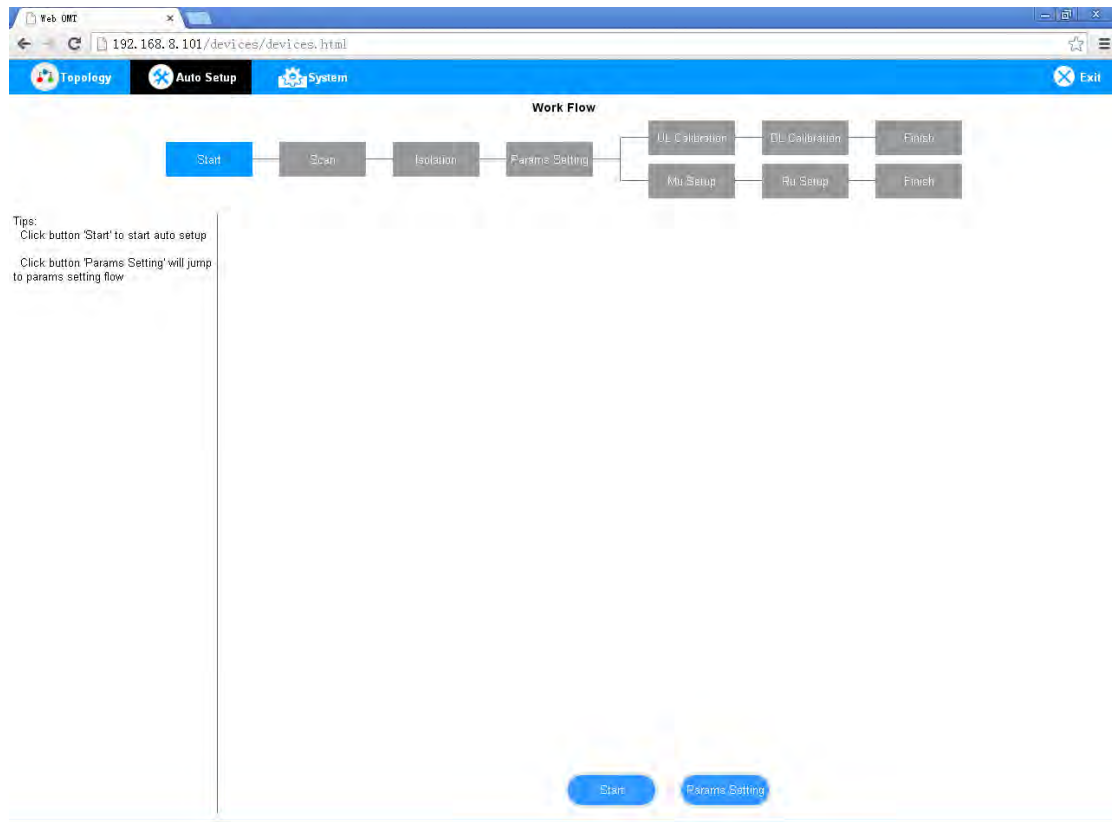 Web OMT
192.168.8.101/devices/devices.html
Topology Auto Setup System Exit
Work Flow
UL Calibration DL Calibration Finish
Start Scan Isolation Params Setting
Mu Setup Ru Setup Finish
Tips:
Click button 'Start' to start auto setup
Click button 'Params Setting' will jump
to params setting flow
Start Params Setting